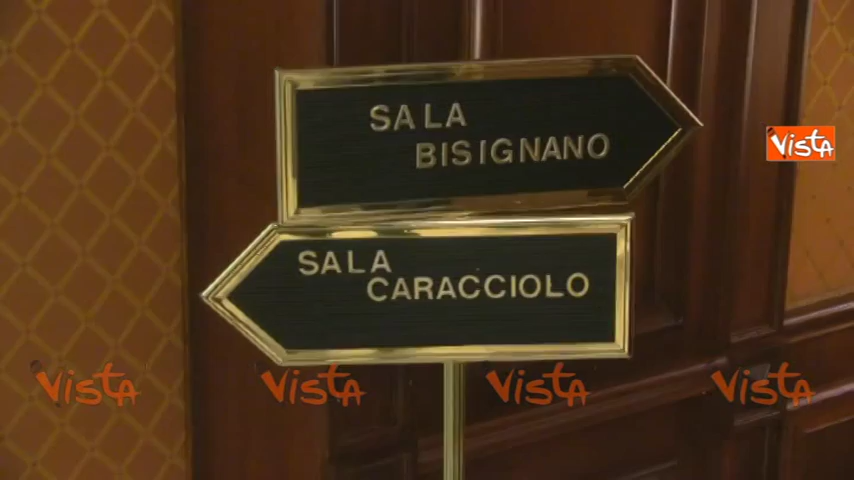 SALA
BISIGNANO
vista
SALA
CARACCIOLO
vista vista vista vista